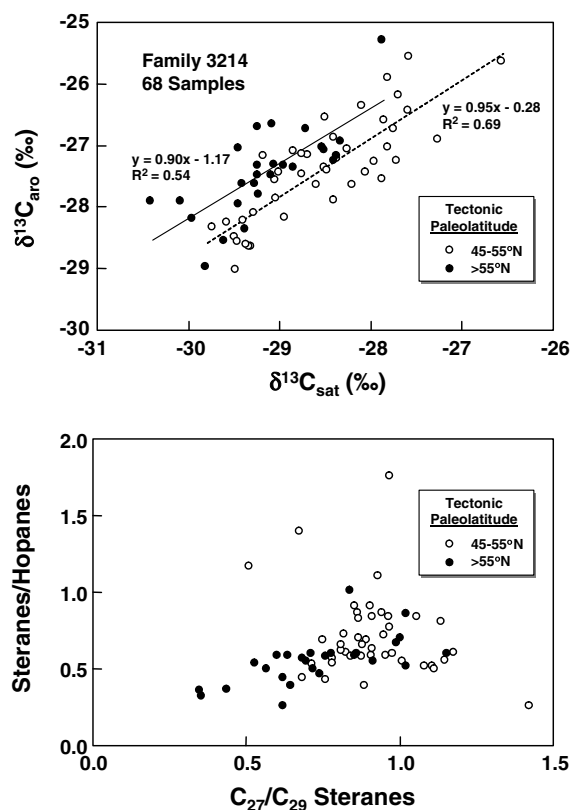 -25
-26
-27
-28
-29
-30
δ¹³Caro (‰)
Family 3214
68 Samples
y = 0.90x - 1.17
R² = 0.54
y = 0.95x - 0.28
R² = 0.69
Tectonic
Paleolatitude
45-55°N
>55°N
-31 -30 -29 -28 -27 -26
δ¹³Csat (‰)
2.0
1.5
1.0
0.5
0.0
Steranes/Hopanes
Tectonic
Paleolatitude
45-55°N
>55°N
0.0 0.5 1.0 1.5
C₂₇/C₂₉ Steranes